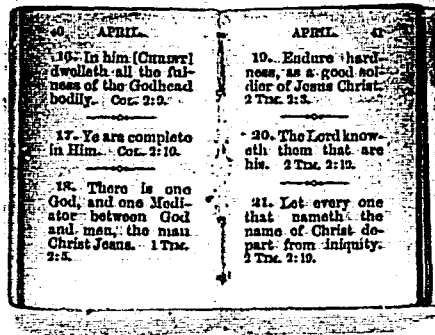 40 APRIL.
16. In him [CHRIST]
dwelleth all the ful-
ness of the Godhead
bodily. COL. 2:9.
17. Ye are complete
in Him. COL. 2:10.
18. There is one
God, and one Medi-
ator between God
and men, the man
Christ Jesus. 1 TIM.
2:5.
APRIL. 41
19. Endure hard-
ness, as a good sol-
dier of Jesus Christ.
2 TIM. 2:3.
20. The Lord know-
eth them that are
his. 2 TIM. 2:19.
21. Let every one
that nameth the
name of Christ de-
part from iniquity.
2 TIM. 2:19.